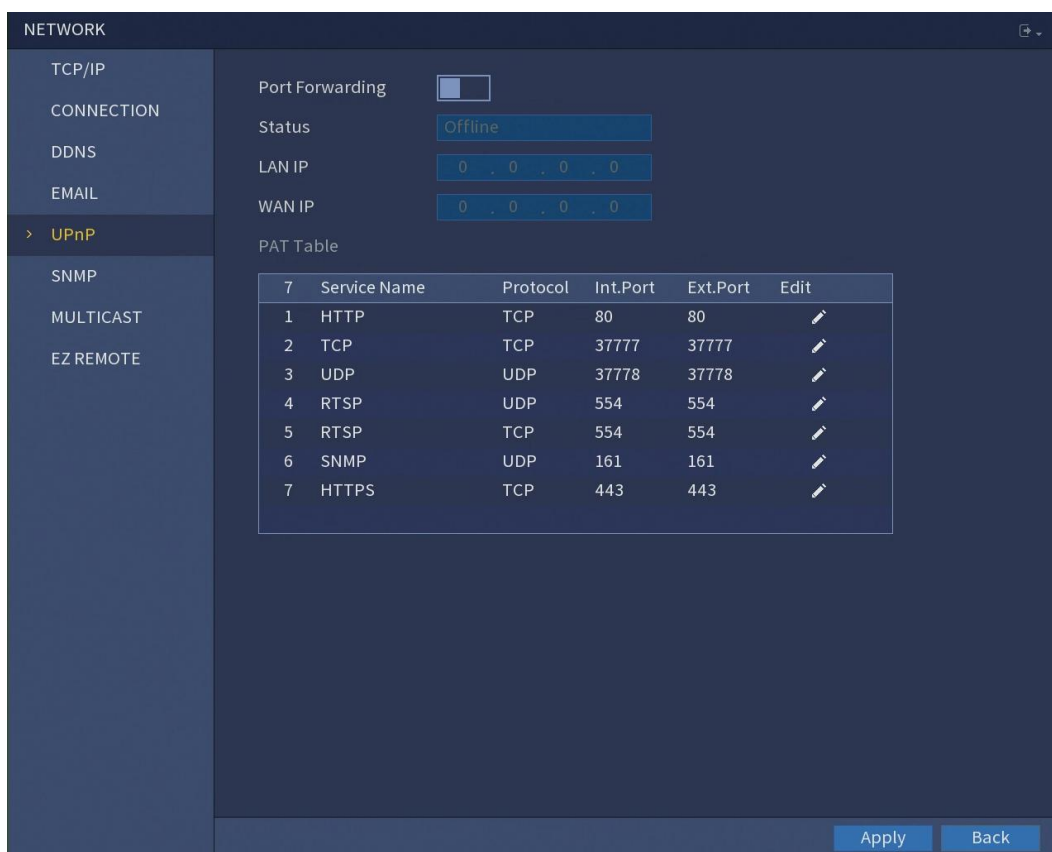 NETWORK
TCP/IP
CONNECTION
DDNS
EMAIL
> UPnP
SNMP
MULTICAST
EZ REMOTE
Port Forwarding
Status Offline
LAN IP 0 . 0 . 0 . 0
WAN IP 0 . 0 . 0 . 0
PAT Table
7 Service Name Protocol Int.Port Ext.Port Edit
1 HTTP TCP 80 80
2 TCP TCP 37777 37777
3 UDP UDP 37778 37778
4 RTSP UDP 554 554
5 RTSP TCP 554 554
6 SNMP UDP 161 161
7 HTTPS TCP 443 443
Apply Back